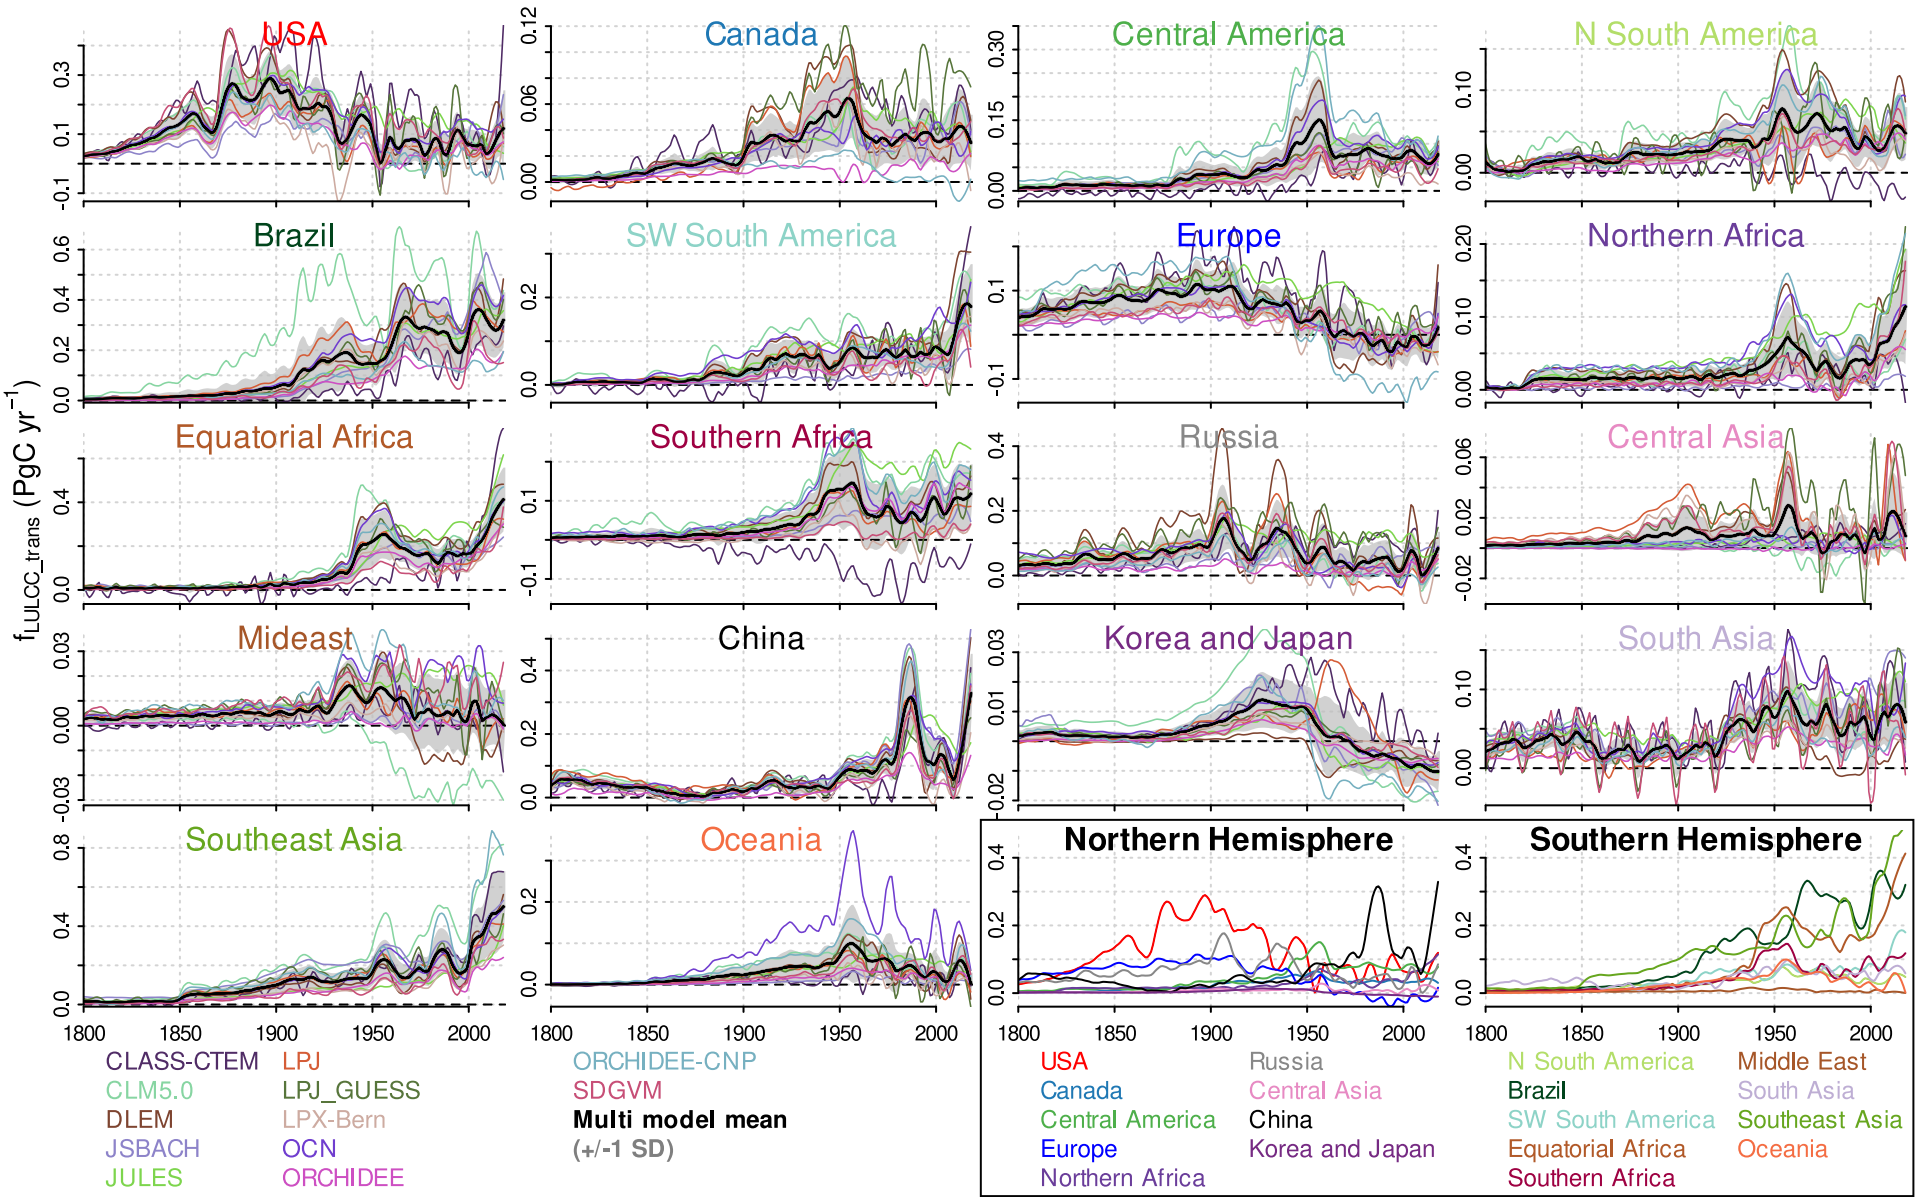 USA
Canada
Central America
N South America
0.3
0.1
-0.1
0.12
0.06
0.00
0.30
0.15
0.00
0.10
0.00
Brazil
SW South America
Europe
Northern Africa
0.6
0.4
0.2
0.0
0.2
0.0
0.1
-0.1
0.20
0.10
0.00
fLULCC_trans (PgC yr−1)
Equatorial Africa
Southern Africa
Russia
Central Asia
0.4
0.0
0.1
-0.1
0.4
0.2
0.0
0.06
0.02
-0.02
Mideast
China
Korea and Japan
South Asia
0.03
0.00
-0.03
0.4
0.2
0.0
0.03
0.01
-0.02
0.10
0.00
Southeast Asia
Oceania
Northern Hemisphere
Southern Hemisphere
0.8
0.4
0.0
0.2
0.0
0.4
0.2
0.0
0.4
0.2
0.0
1800 1850 1900 1950 2000
1800 1850 1900 1950 2000
1800 1850 1900 1950 2000
1800 1850 1900 1950 2000
CLASS-CTEM
CLM5.0
DLEM
JSBACH
JULES
LPJ
LPJ_GUESS
LPX-Bern
OCN
ORCHIDEE
ORCHIDEE-CNP
SDGVM
Multi model mean
(+/-1 SD)
USA
Canada
Central America
Europe
Northern Africa
Russia
Central Asia
China
Korea and Japan
N South America
Brazil
SW South America
Equatorial Africa
Southern Africa
Middle East
South Asia
Southeast Asia
Oceania